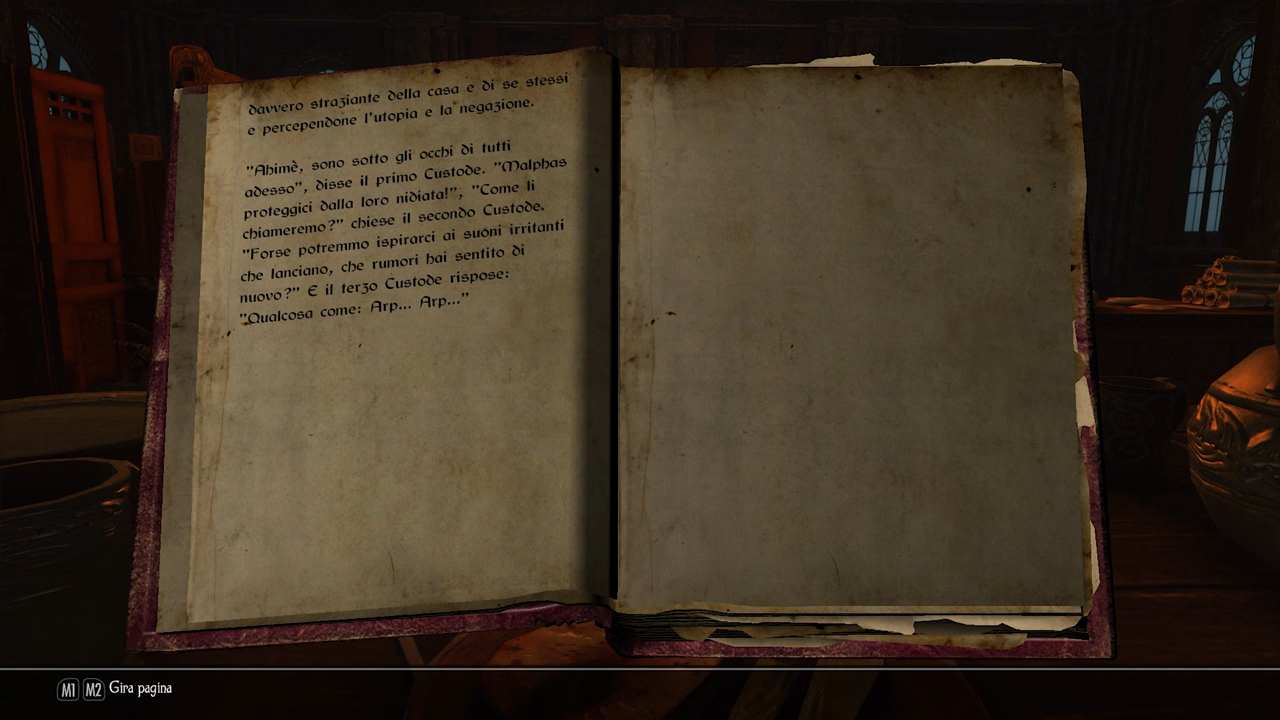 davvero straziante della casa e di se stessi
e percependone l'utopia e la negazione.
"Ahimè, sono sotto gli occhi di tutti
adesso", disse il primo Custode. "Malphas
proteggici dalla loro nidiata!", "Come li
chiameremo?" chiese il secondo Custode.
"Forse potremmo ispirarci ai suoni irritanti
che lanciano, che rumori hai sentito di
nuovo?" E il terzo Custode rispose:
"Qualcosa come: Arp... Arp..."
M1 M2 Gira pagina